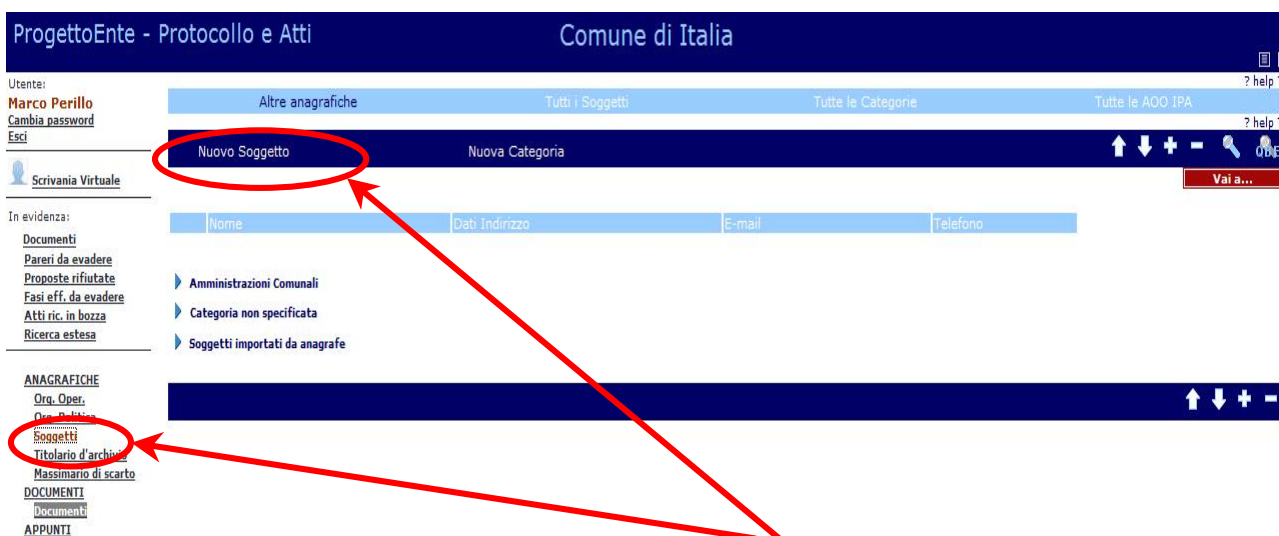 ProgettoEnte - Protocollo e Atti
Comune di Italia
? help
Utente:
Marco Perillo
Cambia password
Esci
Scrivania Virtuale
In evidenza:
Documenti
Pareri da evadere
Proposte rifiutate
Fasi eff. da evadere
Atti ric. in bozza
Ricerca estesa
ANAGRAFICHE
Org. Oper.
Org. Politica
Soggetti
Titolario d'archivio
Massimario di scarto
DOCUMENTI
Documenti
APPUNTI
Altre anagrafiche Tutti i Soggetti Tutte le Categorie Tutte le AOO IPA
? help
Nuovo Soggetto Nuova Categoria
Vai a...
Nome Dati Indirizzo E-mail Telefono
Amministrazioni Comunali
Categoria non specificata
Soggetti importati da anagrafe